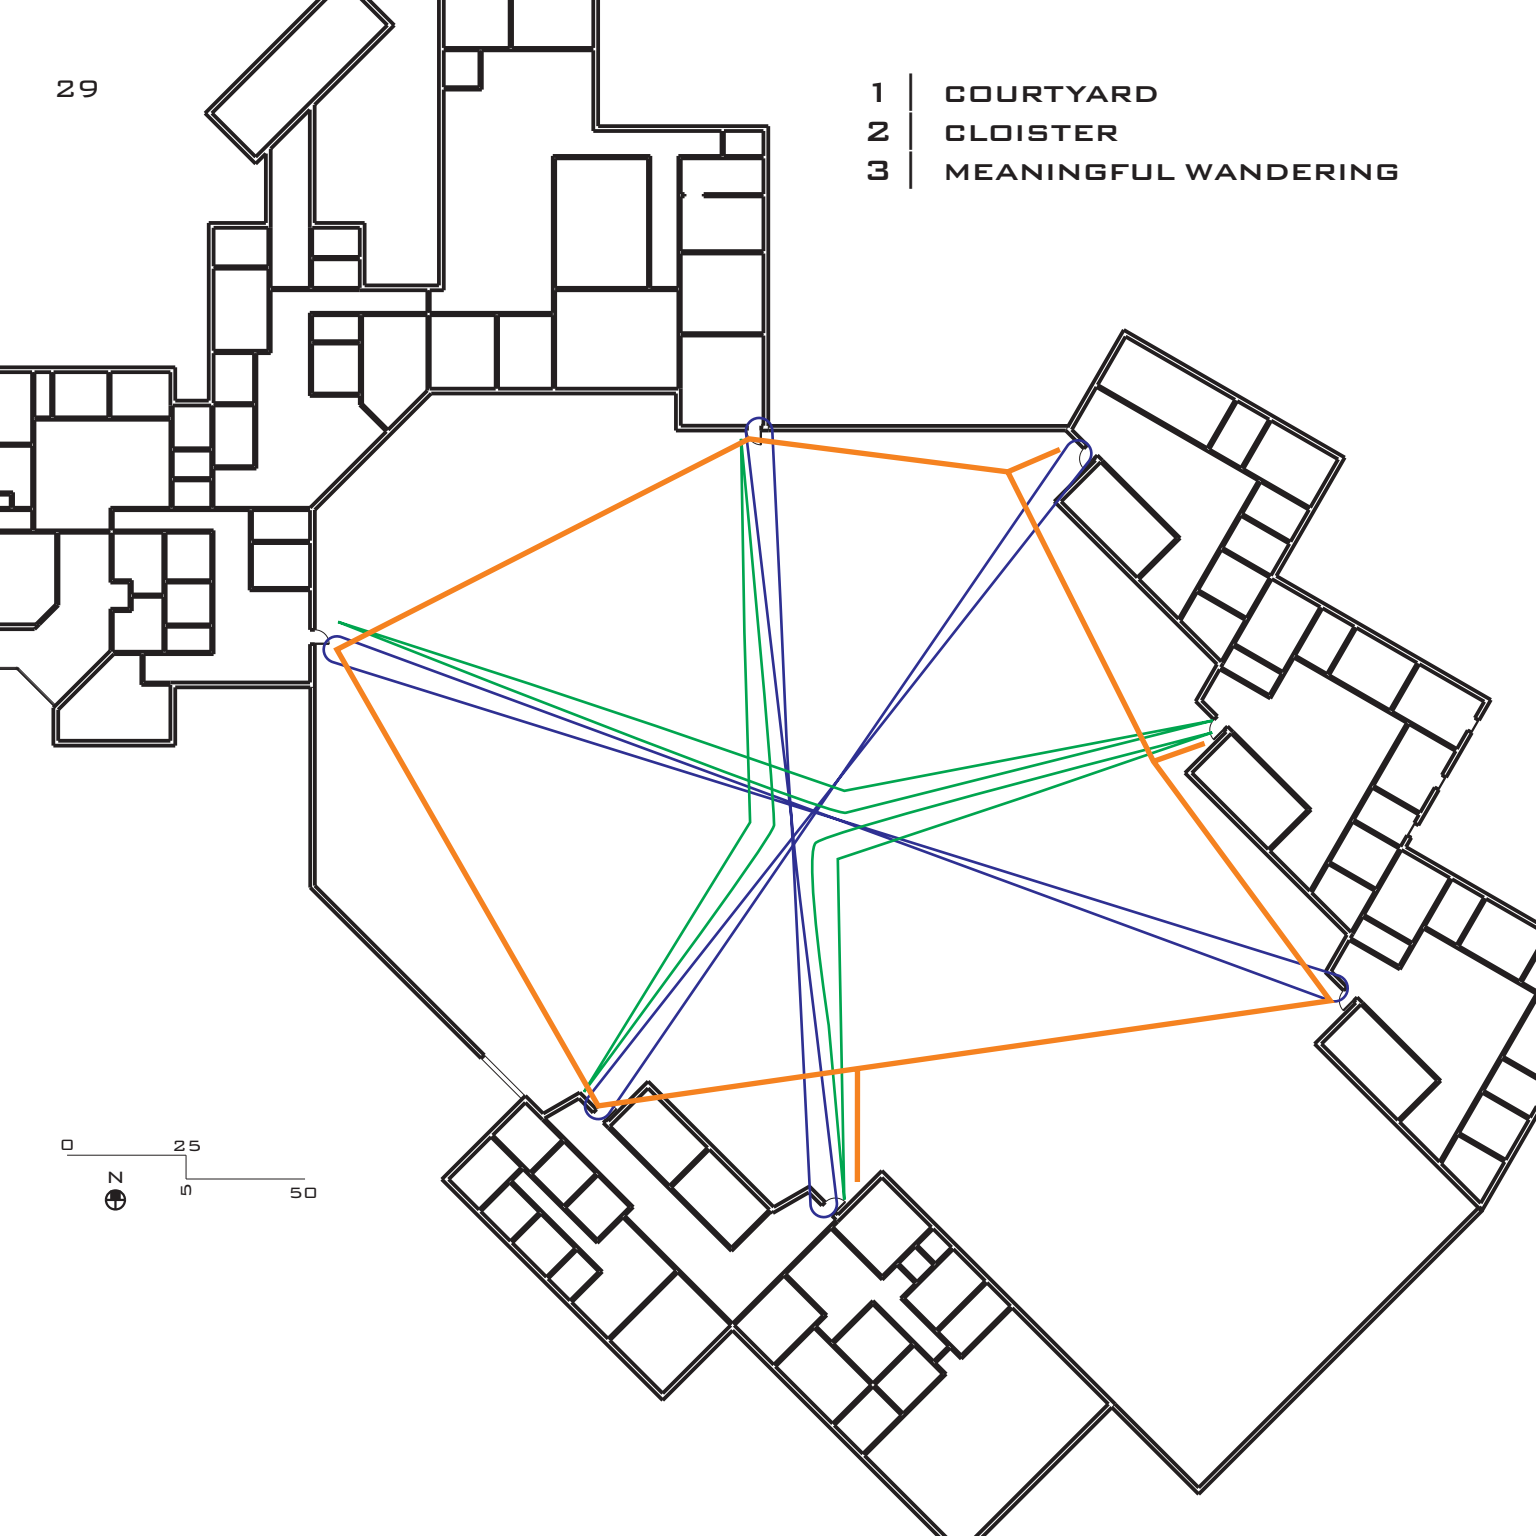 29
1 | COURTYARD
2 | CLOISTER
3 | MEANINGFUL WANDERING
0 25
5 50
N